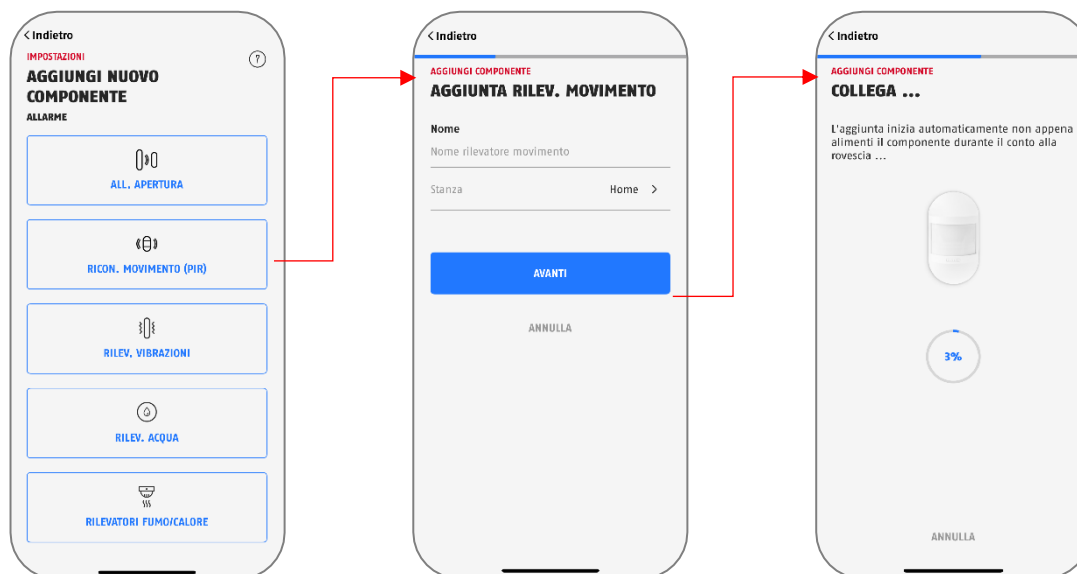 Indietro
IMPOSTAZIONI
?
AGGIUNGI NUOVO
COMPONENTE
ALLARME
ALL. APERTURA
RICON. MOVIMENTO (PIR)
RILEV. VIBRAZIONI
RILEV. ACQUA
RILEVATORI FUMO/CALORE
Indietro
AGGIUNGI COMPONENTE
AGGIUNTA RILEV. MOVIMENTO
Nome
Nome rilevatore movimento
Stanza Home
AVANTI
ANNULLA
Indietro
AGGIUNGI COMPONENTE
COLLEGA ...
L'aggiunta inizia automaticamente non appena
alimenti il componente durante il conto alla
rovescia ...
3%
ANNULLA